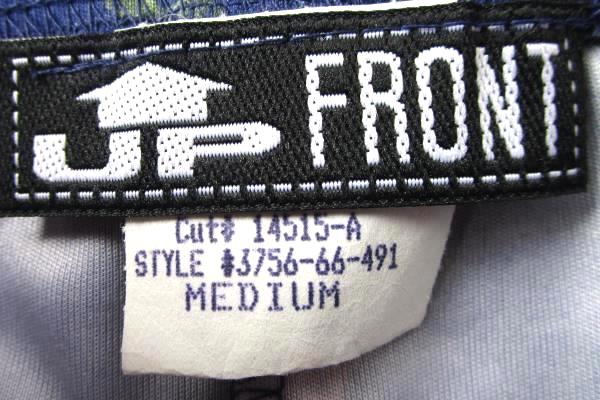 UP FRONT
Cut# 14515-A
STYLE #3756-66-491
MEDIUM